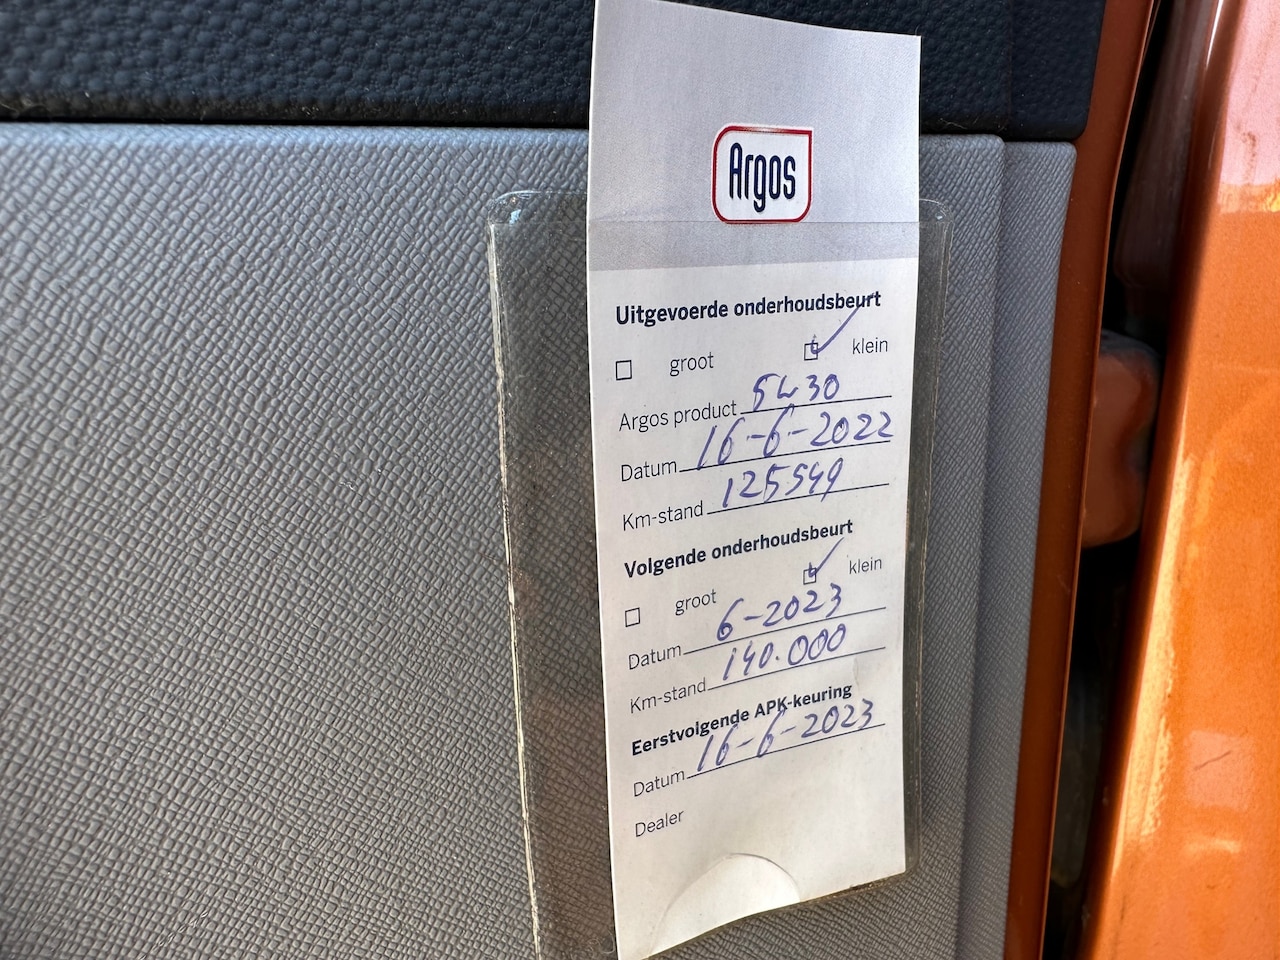 Argos
Uitgevoerde onderhoudsbeurt
groot klein
Argos product 5W30
Datum 16-6-2022
Km-stand 125549
Volgende onderhoudsbeurt
groot klein
Datum 6-2023
Km-stand 140.000
Eerstvolgende APK-keuring
Datum 16-6-2023
Dealer